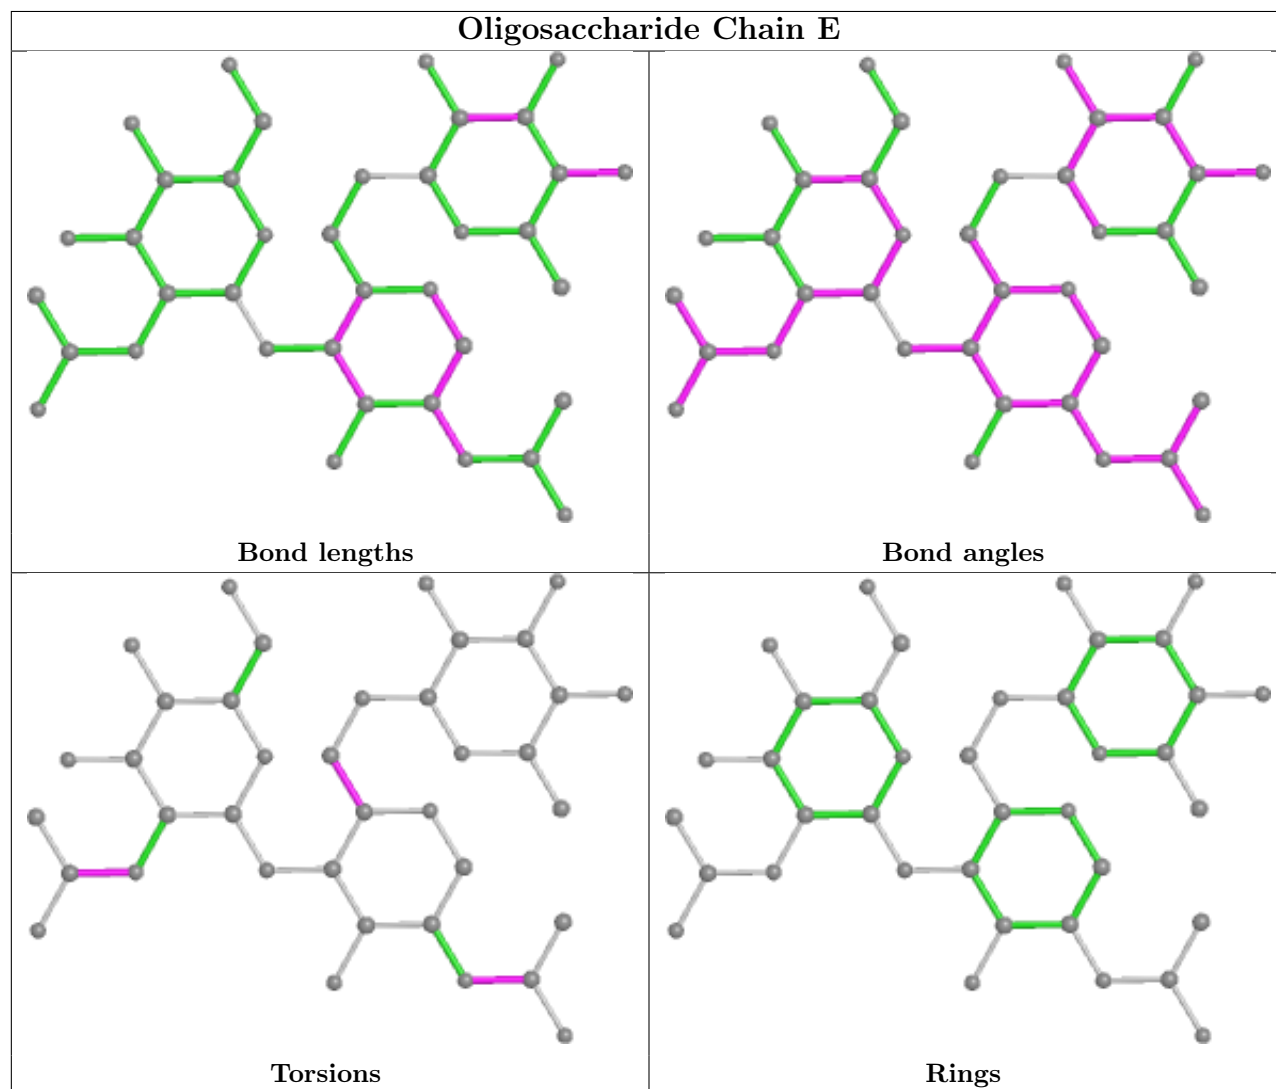 Oligosaccharide Chain E
Bond lengths
Bond angles
Torsions
Rings